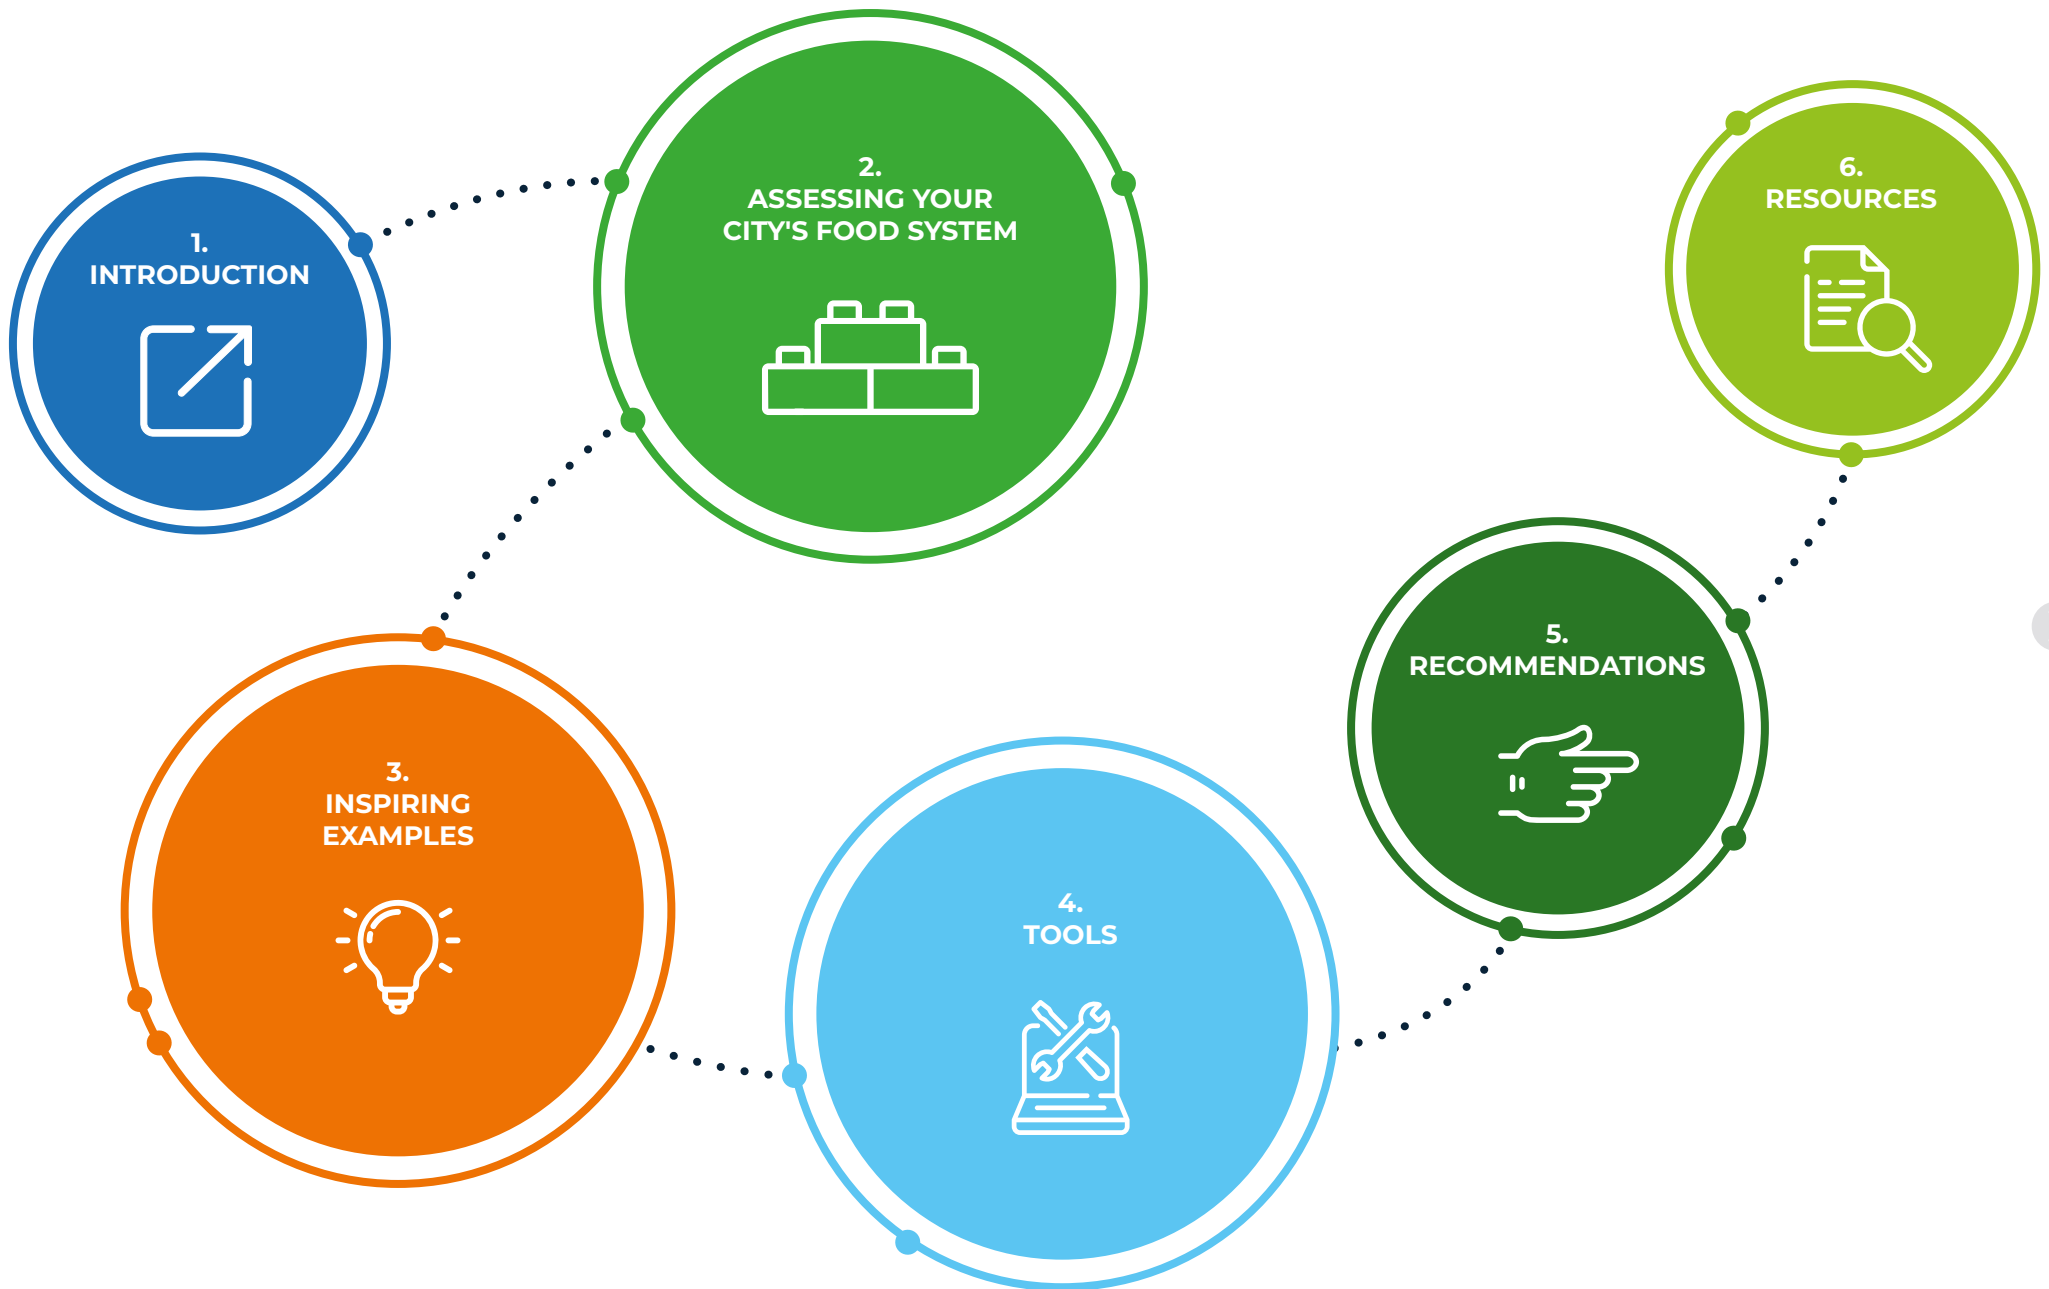 1.
INTRODUCTION
2.
ASSESSING YOUR
CITY'S FOOD SYSTEM
3.
INSPIRING
EXAMPLES
4.
TOOLS
5.
RECOMMENDATIONS
6.
RESOURCES